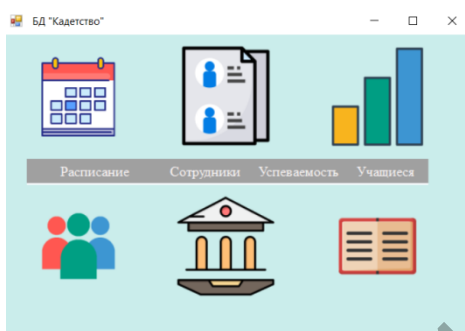 БД "Кадетство"
Расписание Сотрудники Успеваемость Учащиеся